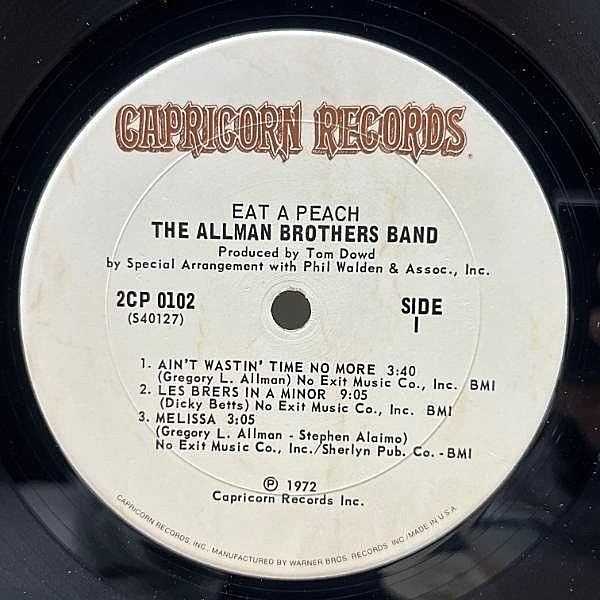 CAPRICORN RECORDS.
EAT A PEACH
THE ALLMAN BROTHERS BAND
Produced by Tom Dowd
by Special Arrangement with Phil Walden & Assoc., Inc.
2CP 0102
(S40127)
SIDE
1
1. AIN'T WASTIN' TIME NO MORE 3:40
(Gregory L. Allman) No Exit Music Co., Inc. BMI
2. LES BRERS IN A MINOR 9:05
(Dicky Betts) No Exit Music Co., Inc. BMI
3. MELISSA 3:05
(Gregory L. Allman - Stephen Alaimo)
No Exit Music Co., Inc./Sherlyn Pub. Co. - BMI
℗ 1972
Capricorn Records Inc.
CAPRICORN RECORDS, INC., MANUFACTURED BY WARNER BROS. RECORDS INC./MADE IN U.S.A.